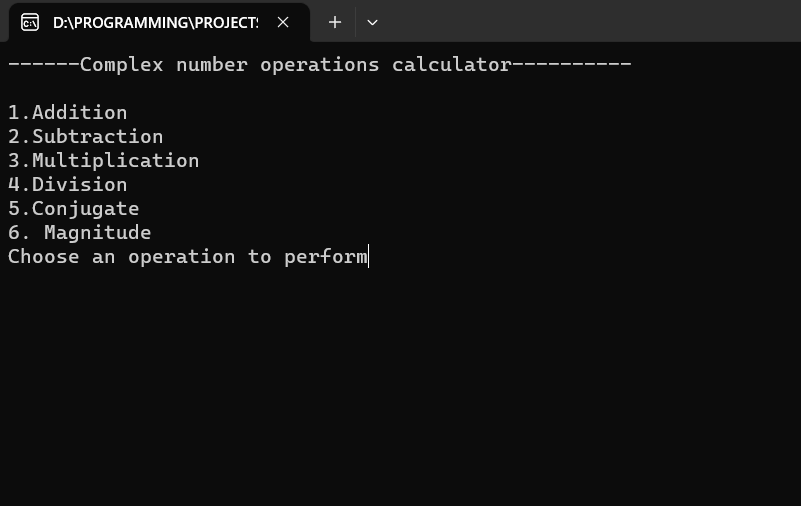 D:\PROGRAMMING\PROJECTS
------Complex number operations calculator----------
1.Addition
2.Subtraction
3.Multiplication
4.Division
5.Conjugate
6. Magnitude
Choose an operation to perform